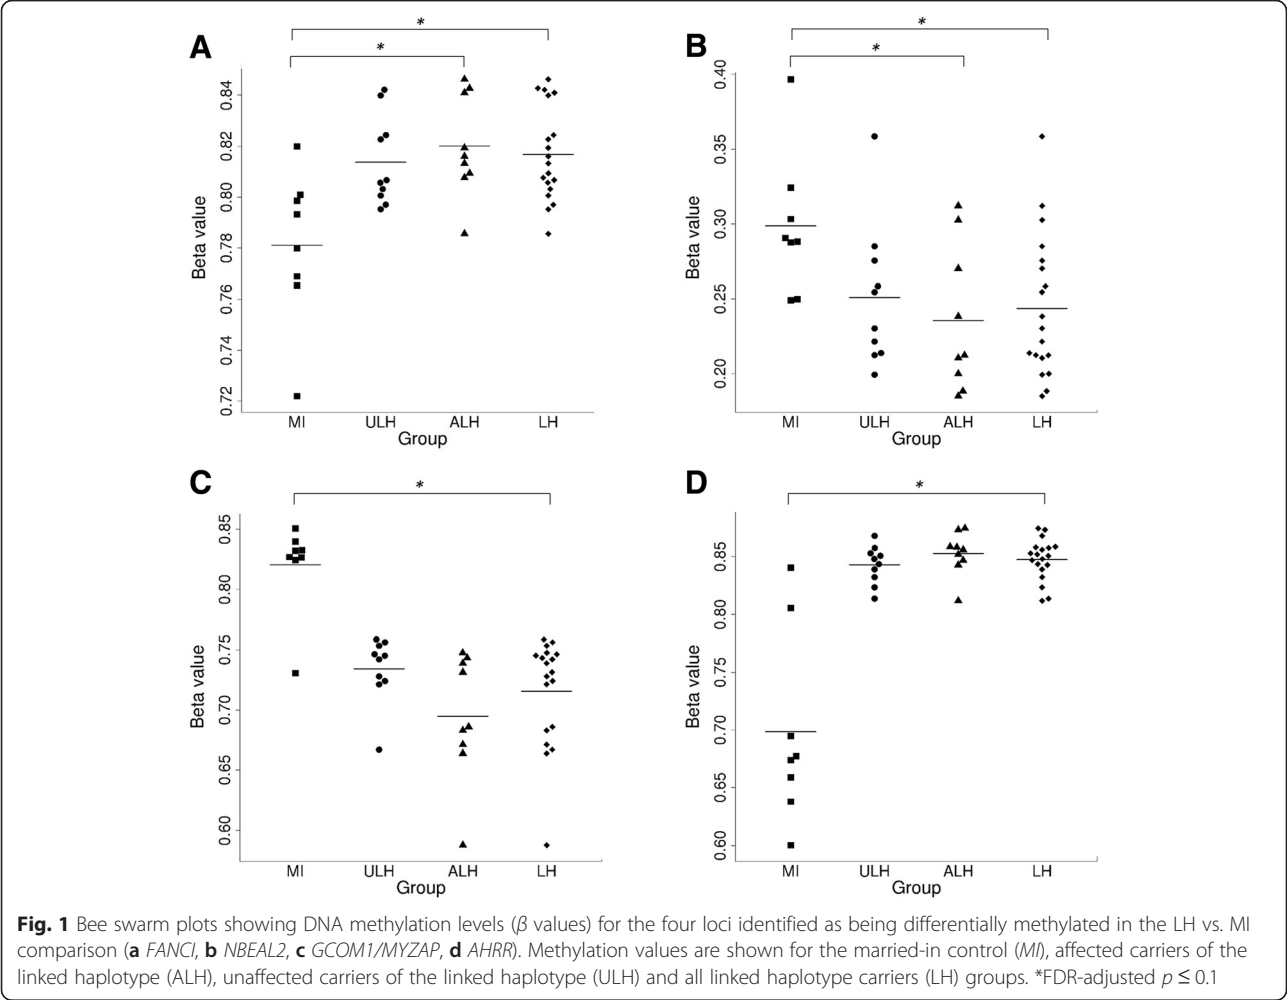 A
*
*
Beta value
0.84
0.82
0.80
0.78
0.76
0.74
0.72
MI ULH ALH LH
Group
B
*
*
Beta value
0.40
0.35
0.30
0.25
0.20
MI ULH ALH LH
Group
C
*
Beta value
0.85
0.80
0.75
0.70
0.65
0.60
MI ULH ALH LH
Group
D
*
Beta value
0.85
0.80
0.75
0.70
0.65
0.60
MI ULH ALH LH
Group
Fig. 1 Bee swarm plots showing DNA methylation levels (β values) for the four loci identified as being differentially methylated in the LH vs. MI
comparison (a FANCI, b NBEAL2, c GCOM1/MYZAP, d AHRR). Methylation values are shown for the married-in control (MI), affected carriers of the
linked haplotype (ALH), unaffected carriers of the linked haplotype (ULH) and all linked haplotype carriers (LH) groups. *FDR-adjusted p ≤ 0.1